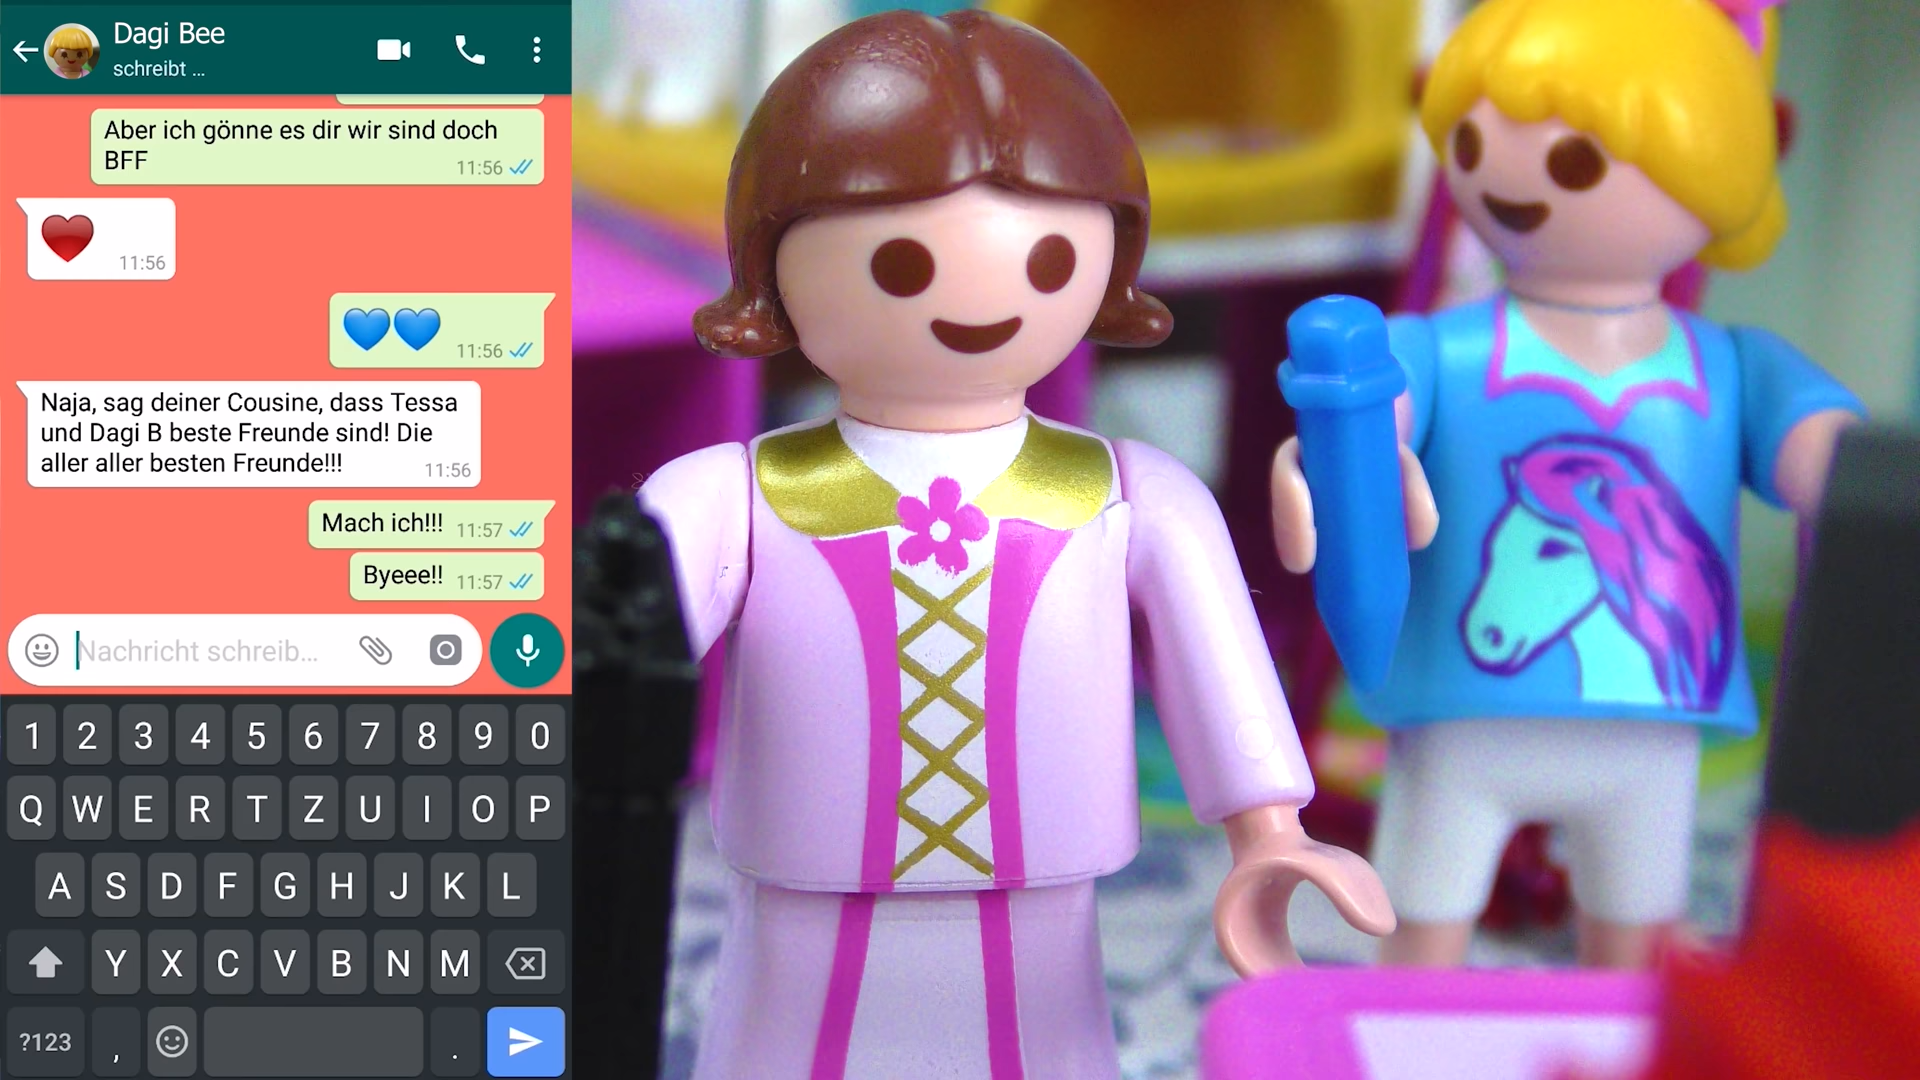 Dagi Bee
schreibt ...
Aber ich gönne es dir wir sind doch
BFF
11:56
❤️
11:56
💙💙
11:56
Naja, sag deiner Cousine, dass Tessa
und Dagi B beste Freunde sind! Die
aller aller besten Freunde!!!
11:56
Mach ich!!!
11:57
Byeee!!
11:57
Nachricht schreib...
1 2 3 4 5 6 7 8 9 0
Q W E R T Z U I O P
A S D F G H J K L
Y X C V B N M
?123 , .